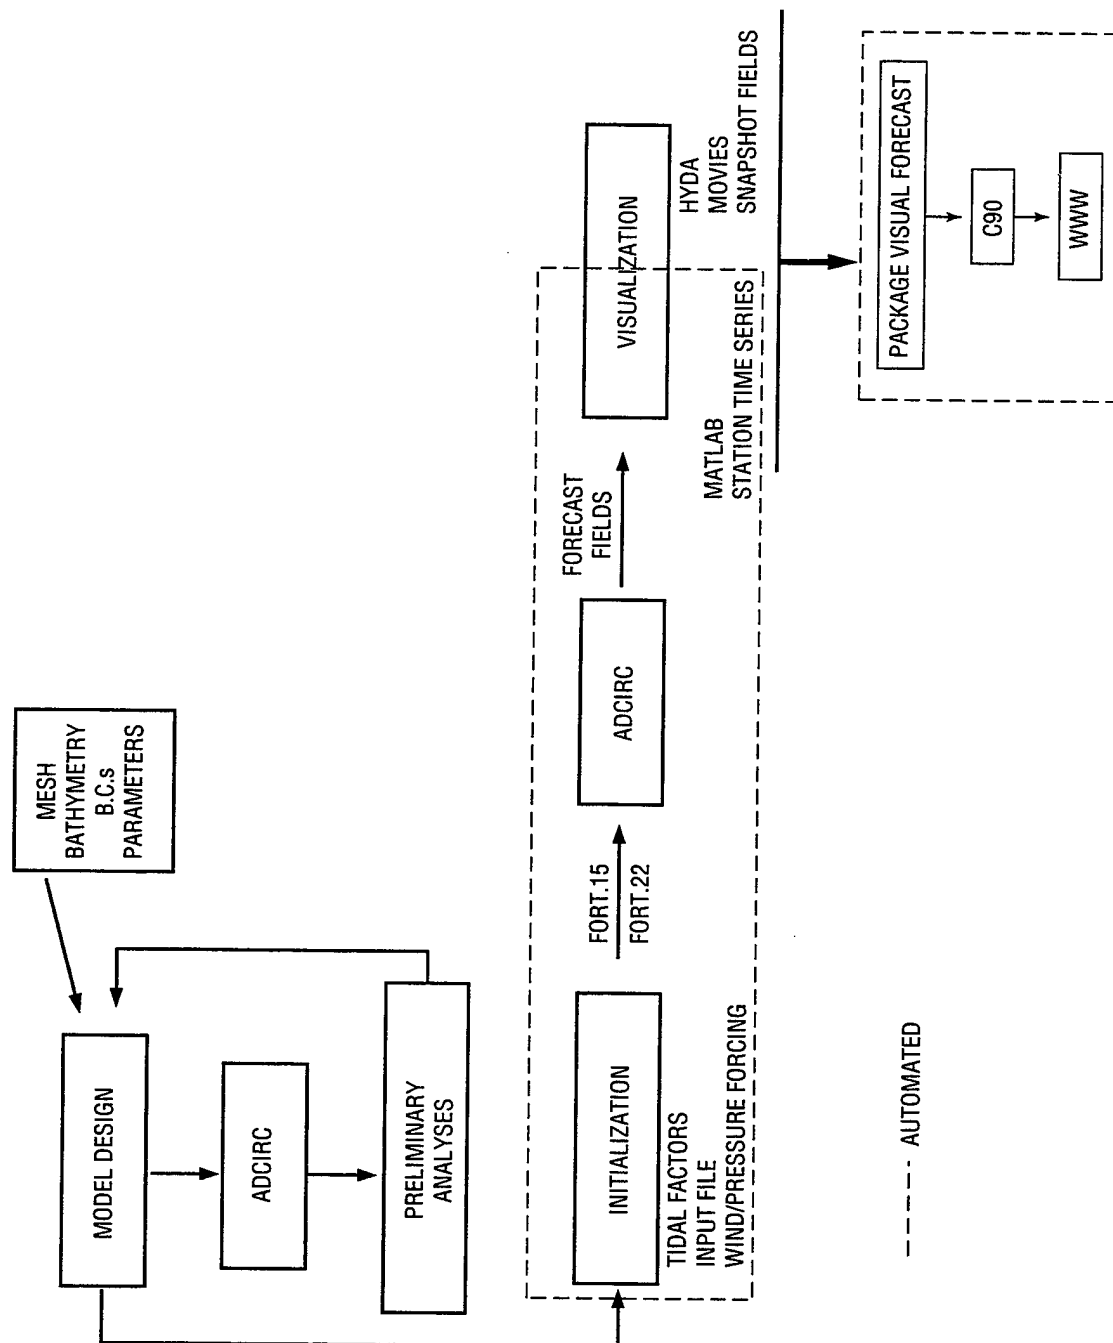 MESH
BATHYMETRY
B.C.s
PARAMETERS
MODEL DESIGN
ADCIRC
PRELIMINARY
ANALYSES
INITIALIZATION
TIDAL FACTORS
INPUT FILE
WIND/PRESSURE FORCING
FORT.15
FORT.22
ADCIRC
FORECAST
FIELDS
VISUALIZATION
MATLAB
STATION TIME SERIES
HYDA
MOVIES
SNAPSHOT FIELDS
PACKAGE VISUAL FORECAST
C90
WWW
AUTOMATED